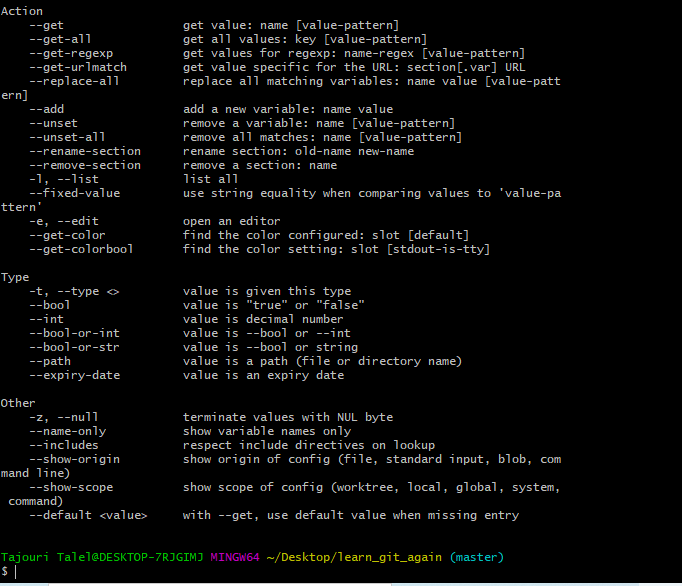 Action
    --get                 get value: name [value-pattern]
    --get-all             get all values: key [value-pattern]
    --get-regexp          get values for regexp: name-regex [value-pattern]
    --get-urlmatch        get value specific for the URL: section[.var] URL
    --replace-all         replace all matching variables: name value [value-patt
ern]
    --add                 add a new variable: name value
    --unset               remove a variable: name [value-pattern]
    --unset-all           remove all matches: name [value-pattern]
    --rename-section      rename section: old-name new-name
    --remove-section      remove a section: name
    -l, --list            list all
    --fixed-value         use string equality when comparing values to 'value-pa
ttern'
    -e, --edit            open an editor
    --get-color           find the color configured: slot [default]
    --get-colorbool       find the color setting: slot [stdout-is-tty]

Type
    -t, --type <>         value is given this type
    --bool                value is "true" or "false"
    --int                 value is decimal number
    --bool-or-int         value is --bool or --int
    --bool-or-str         value is --bool or string
    --path                value is a path (file or directory name)
    --expiry-date         value is an expiry date

Other
    -z, --null            terminate values with NUL byte
    --name-only           show variable names only
    --includes            respect include directives on lookup
    --show-origin         show origin of config (file, standard input, blob, com
mand line)
    --show-scope          show scope of config (worktree, local, global, system,
 command)
    --default <value>     with --get, use default value when missing entry

Tajouri Talel@DESKTOP-7RJGIMJ MINGW64 ~/Desktop/learn_git_again (master)
$